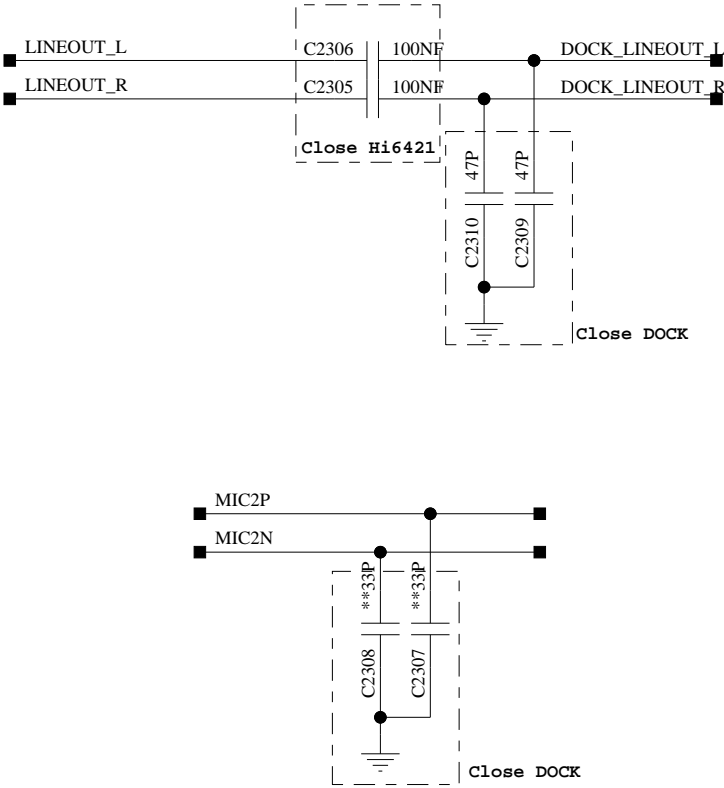 LINEOUT_L
C2306
100NF
DOCK_LINEOUT_L
LINEOUT_R
C2305
100NF
DOCK_LINEOUT_R
Close Hi6421
47P
47P
C2310
C2309
Close DOCK
MIC2P
MIC2N
**33P
**33P
C2308
C2307
Close DOCK